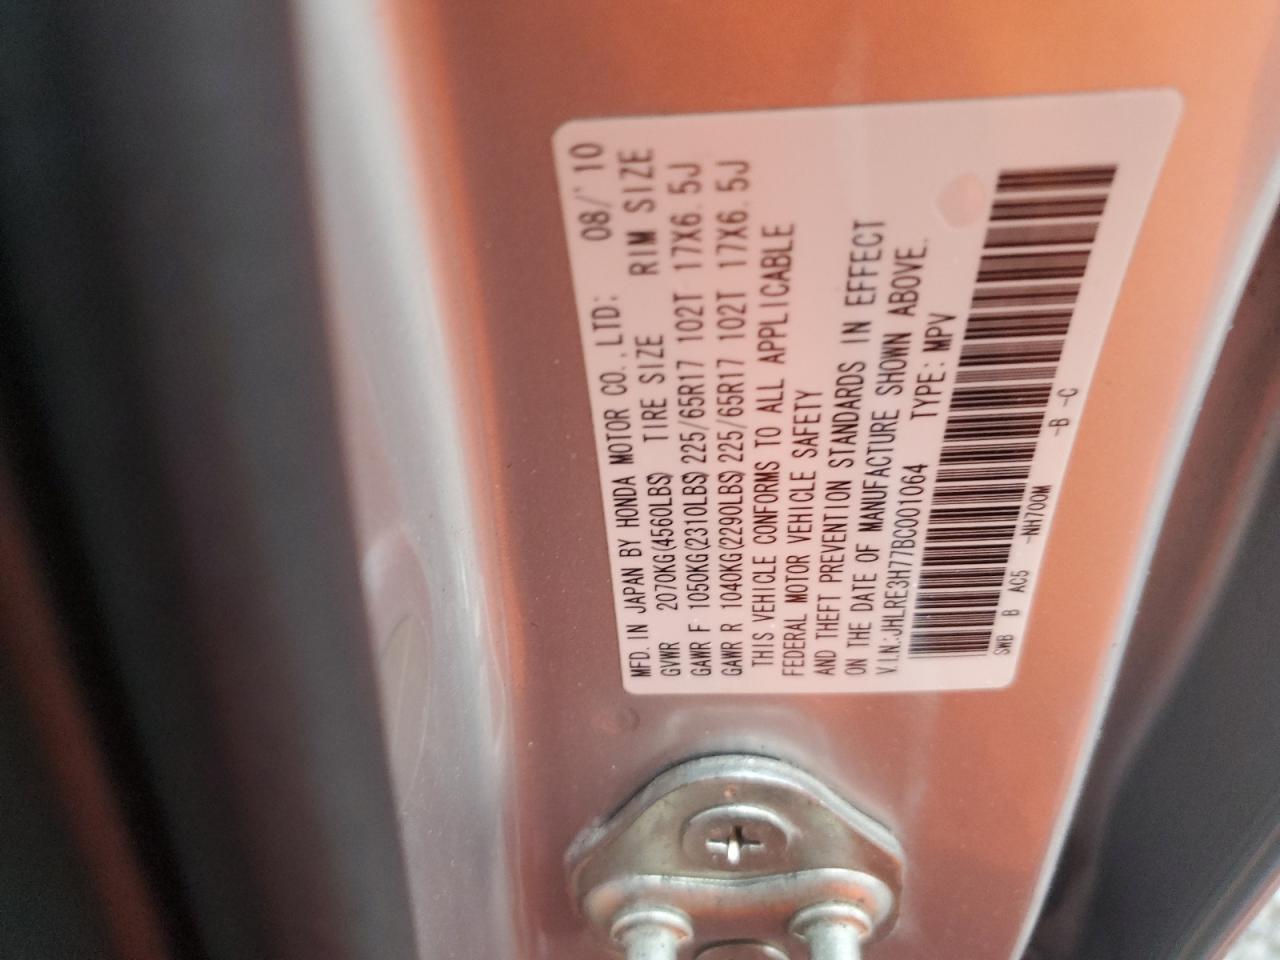 MFD. IN JAPAN BY HONDA MOTOR CO., LTD: 08/'10
GVWR 2070KG(4560LBS) TIRE SIZE RIM SIZE
GAWR F 1050KG(2310LBS) 225/65R17 102T 17X6.5J
GAWR R 1040KG(2290LBS) 225/65R17 102T 17X6.5J
THIS VEHICLE CONFORMS TO ALL APPLICABLE
FEDERAL MOTOR VEHICLE SAFETY
AND THEFT PREVENTION STANDARDS IN EFFECT
ON THE DATE OF MANUFACTURE SHOWN ABOVE.
V.I.N.:JHLRE3H77BC001064 TYPE: MPV
SWB B AC5 -NH700M -B -C